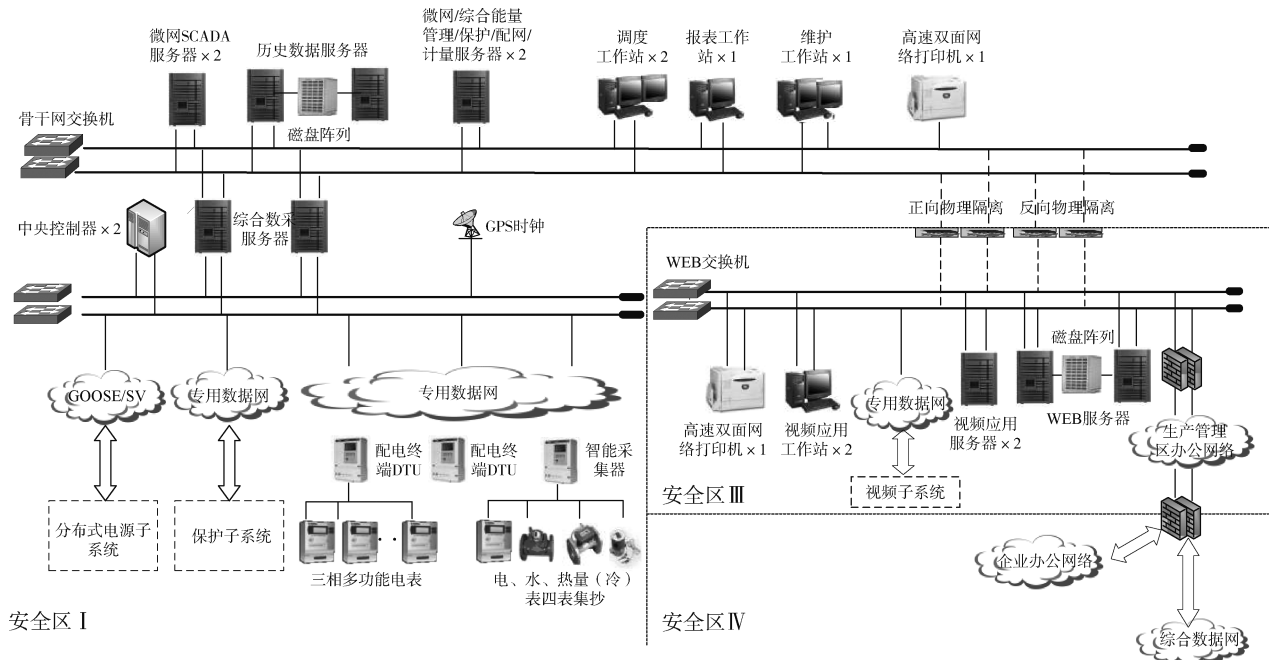 微网SCADA
服务器×2
历史数据服务器
微网/综合能量
管理/保护/配网/
计量服务器×2
调度
工作站×2
报表工作
站×1
维护
工作站×1
高速双面网
络打印机×1
骨干网交换机
磁盘阵列
中央控制器×2
综合数采
服务器
GPS时钟
正向物理隔离
反向物理隔离
WEB交换机
GOOSE/SV
专用数据网
专用数据网
磁盘阵列
专用数据网
高速双面网
络打印机×1
视频应用
工作站×2
视频应用
服务器×2
WEB服务器
生产管理
区办公网络
配电终
端DTU
配电终
端DTU
智能采
集器
视频子系统
安全区Ⅲ
分布式电源子
系统
保护子系统
三相多功能电表
电、水、热量（冷）
表四表集抄
企业办公网络
安全区Ⅰ
安全区Ⅳ
综合数据网